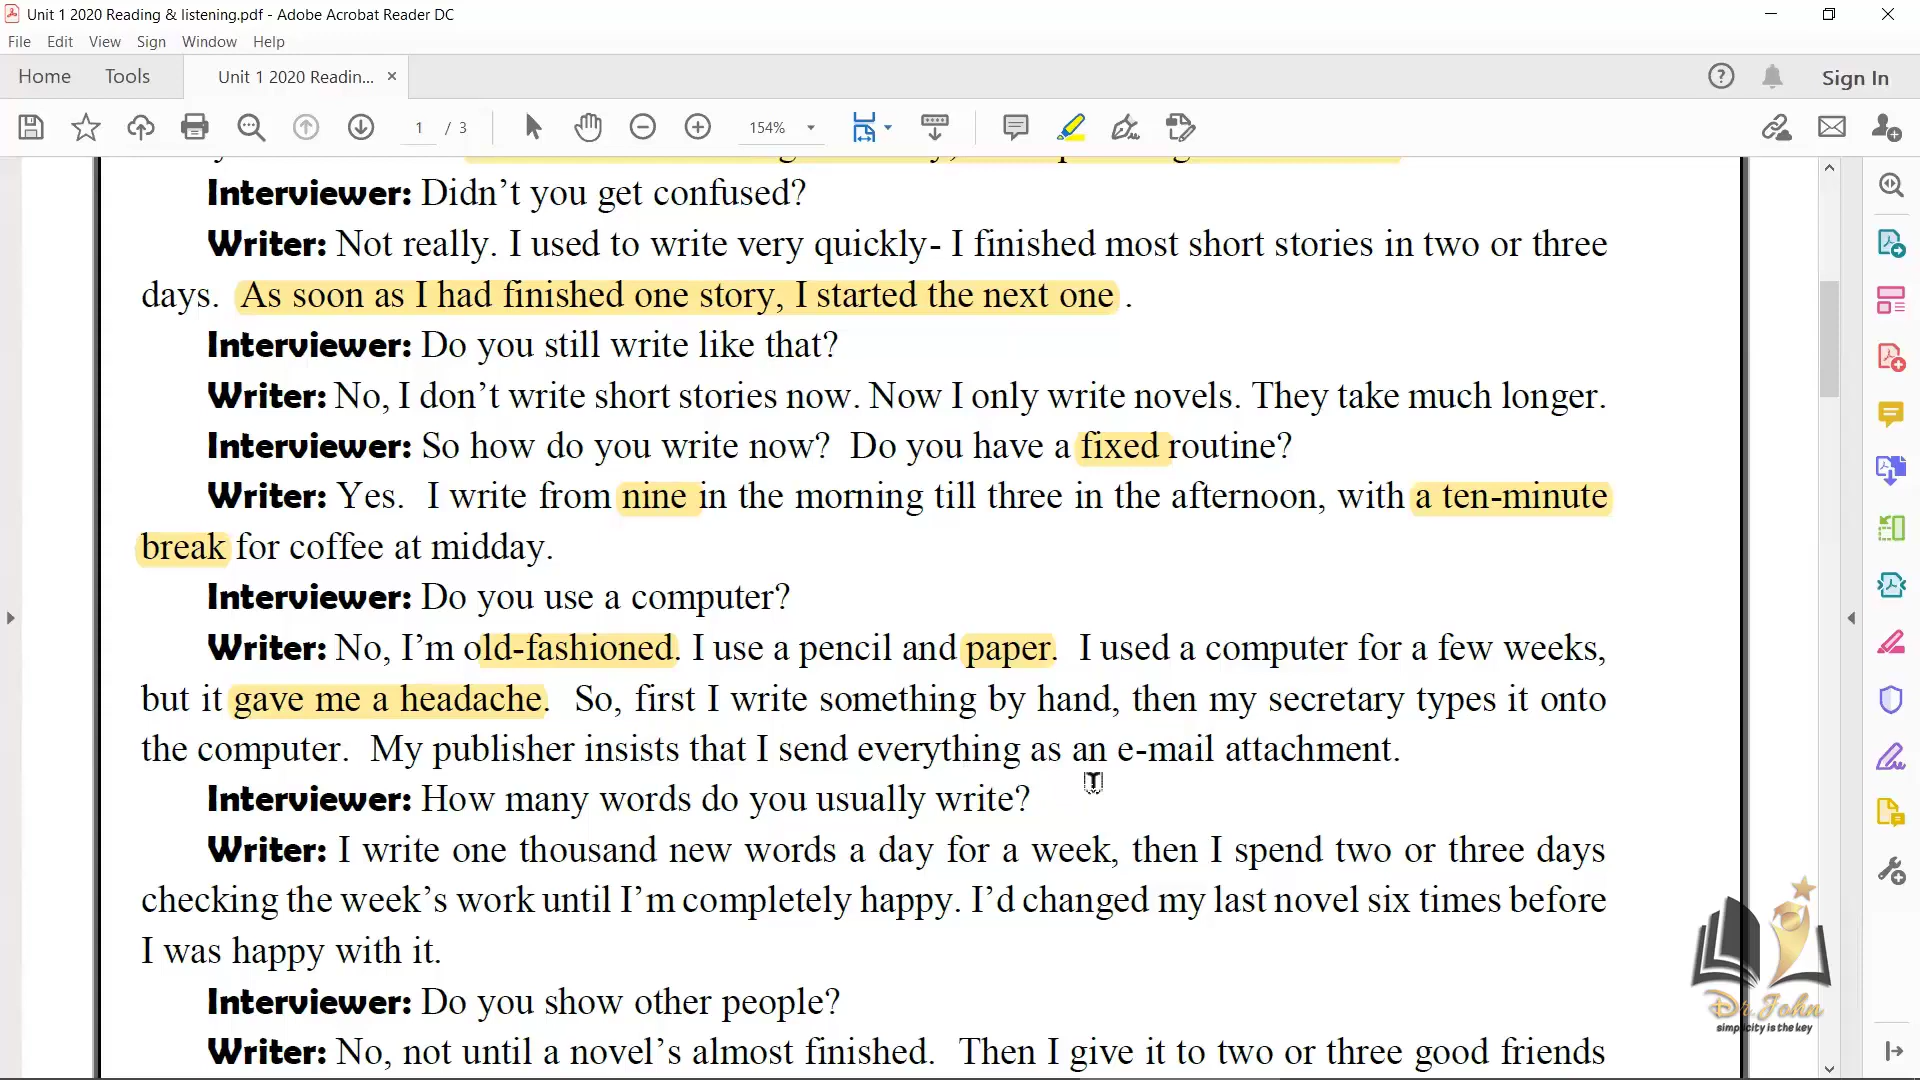 Unit 1 2020 Reading & listening.pdf - Adobe Acrobat Reader DC
File Edit View Sign Window Help
Home Tools Unit 1 2020 Readin... × Sign In
1 / 3 154%
Interviewer: Didn’t you get confused?
Writer: Not really. I used to write very quickly- I finished most short stories in two or three
days. As soon as I had finished one story, I started the next one .
Interviewer: Do you still write like that?
Writer: No, I don’t write short stories now. Now I only write novels. They take much longer.
Interviewer: So how do you write now? Do you have a fixed routine?
Writer: Yes. I write from nine in the morning till three in the afternoon, with a ten-minute
break for coffee at midday.
Interviewer: Do you use a computer?
Writer: No, I’m old-fashioned. I use a pencil and paper. I used a computer for a few weeks,
but it gave me a headache. So, first I write something by hand, then my secretary types it onto
the computer. My publisher insists that I send everything as an e-mail attachment.
Interviewer: How many words do you usually write?
Writer: I write one thousand new words a day for a week, then I spend two or three days
checking the week’s work until I’m completely happy. I’d changed my last novel six times before
I was happy with it.
Interviewer: Do you show other people?
Writer: No, not until a novel’s almost finished. Then I give it to two or three good friends
Dr. John
simplicity is the key